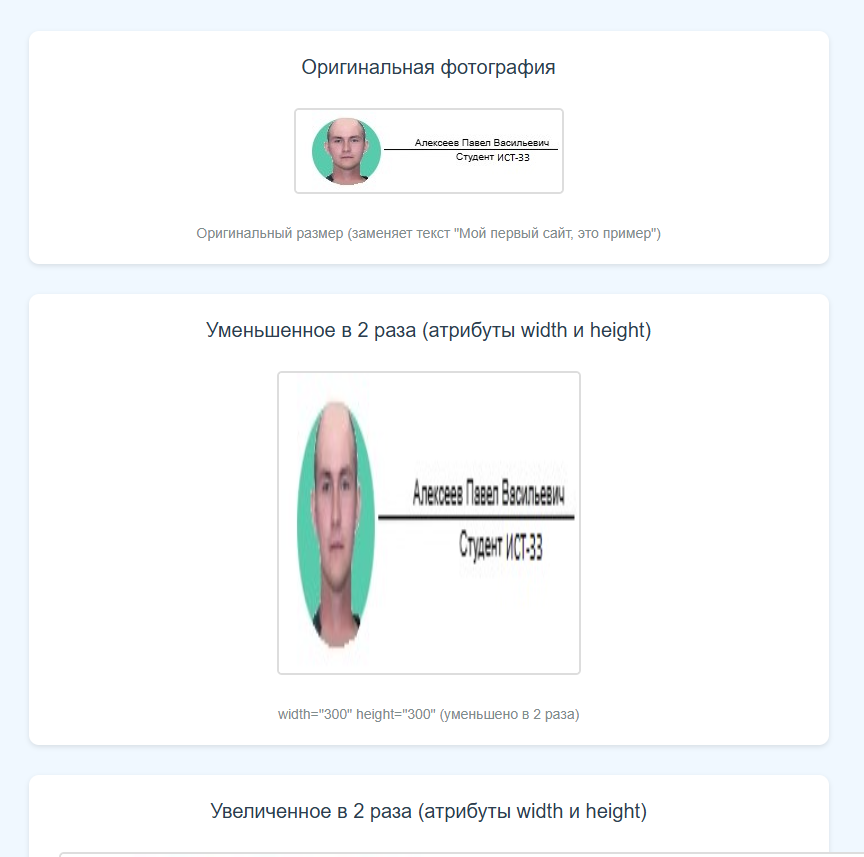 Оригинальная фотография
Алексеев Павел Васильевич
Студент ИСТ-33
Оригинальный размер (заменяет текст "Мой первый сайт, это пример")
Уменьшенное в 2 раза (атрибуты width и height)
Алексеев Павел Васильевич
Студент ИСТ-33
width="300" height="300" (уменьшено в 2 раза)
Увеличенное в 2 раза (атрибуты width и height)